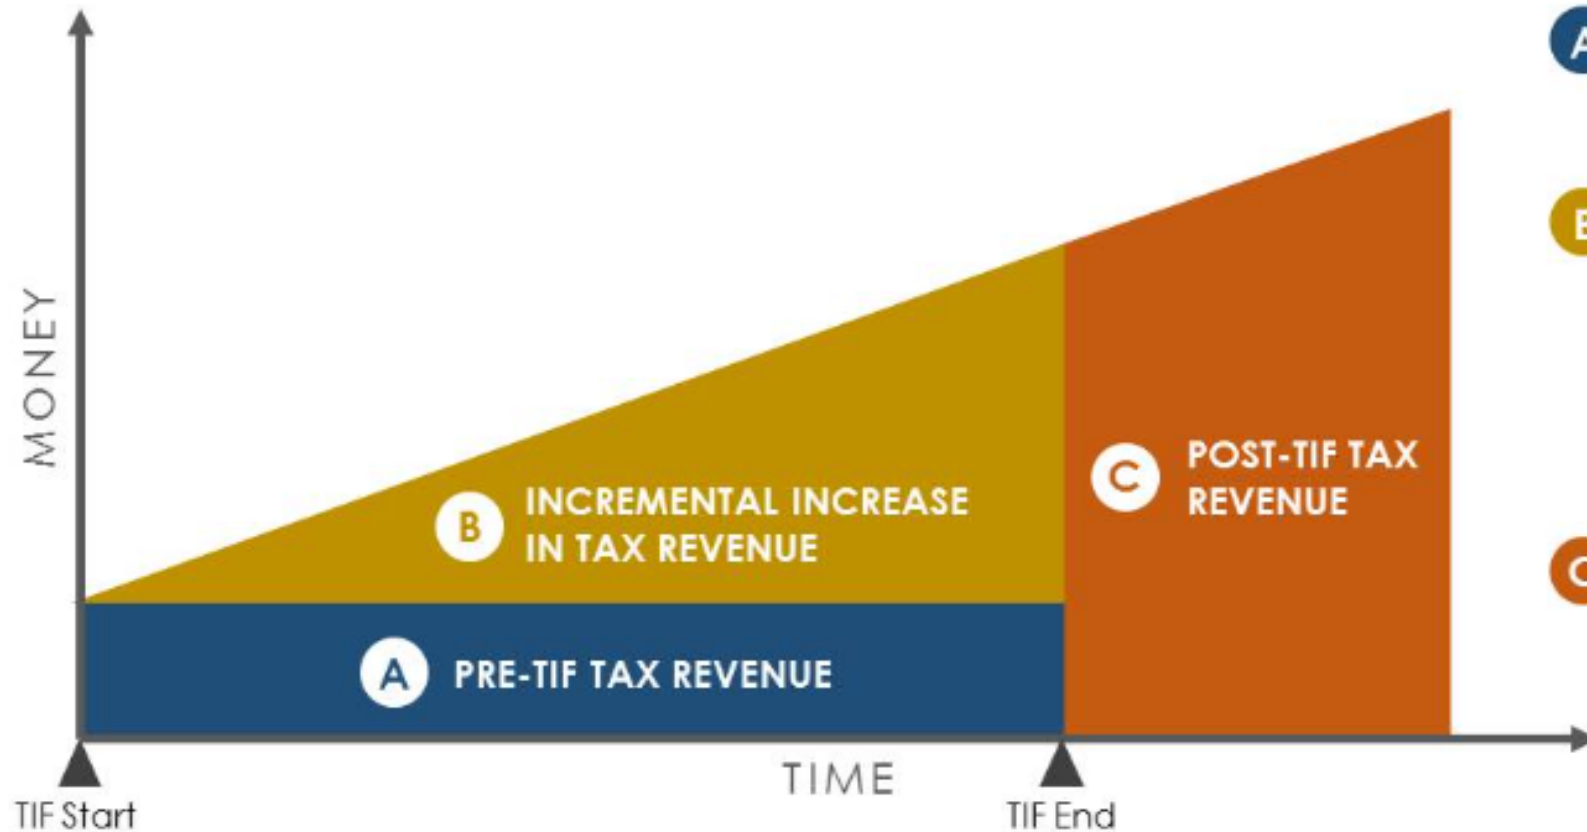 A
B
C
MONEY
B
INCREMENTAL INCREASE
IN TAX REVENUE
A
PRE-TIF TAX REVENUE
C
POST-TIF TAX
REVENUE
TIME
TIF Start
TIF End